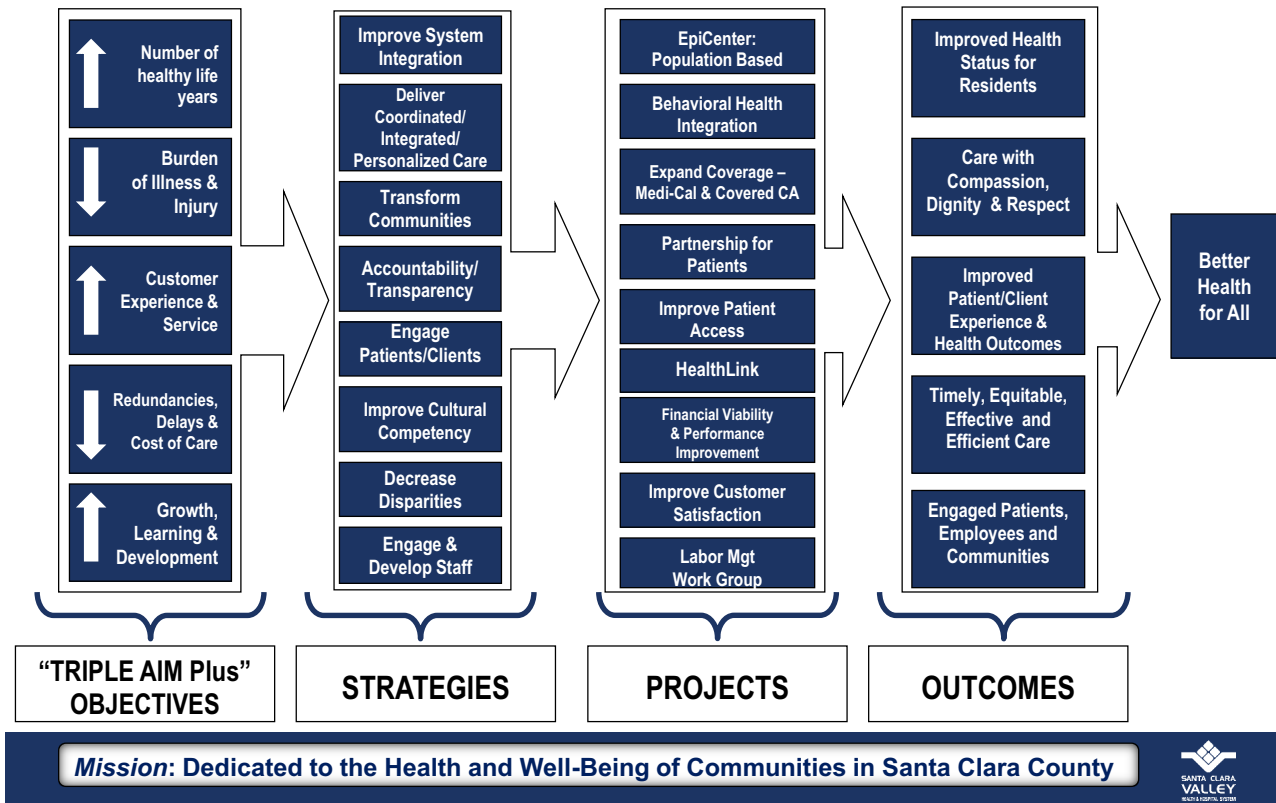 Number of
healthy life
years
Burden
of Illness &
Injury
Customer
Experience &
Service
Redundancies,
Delays &
Cost of Care
Growth,
Learning &
Development
“TRIPLE AIM Plus”
OBJECTIVES
Improve System
Integration
Deliver
Coordinated/
Integrated/
Personalized Care
Transform
Communities
Accountability/
Transparency
Engage
Patients/Clients
Improve Cultural
Competency
Decrease
Disparities
Engage &
Develop Staff
STRATEGIES
EpiCenter:
Population Based
Behavioral Health
Integration
Expand Coverage –
Medi-Cal & Covered CA
Partnership for
Patients
Improve Patient
Access
HealthLink
Financial Viability
& Performance
Improvement
Improve Customer
Satisfaction
Labor Mgt
Work Group
PROJECTS
Improved Health
Status for
Residents
Care with
Compassion,
Dignity & Respect
Improved
Patient/Client
Experience &
Health Outcomes
Timely, Equitable,
Effective and
Efficient Care
Engaged Patients,
Employees and
Communities
OUTCOMES
Better
Health
for All
Mission: Dedicated to the Health and Well-Being of Communities in Santa Clara County
SANTA CLARA
VALLEY
HEALTH & HOSPITAL SYSTEM